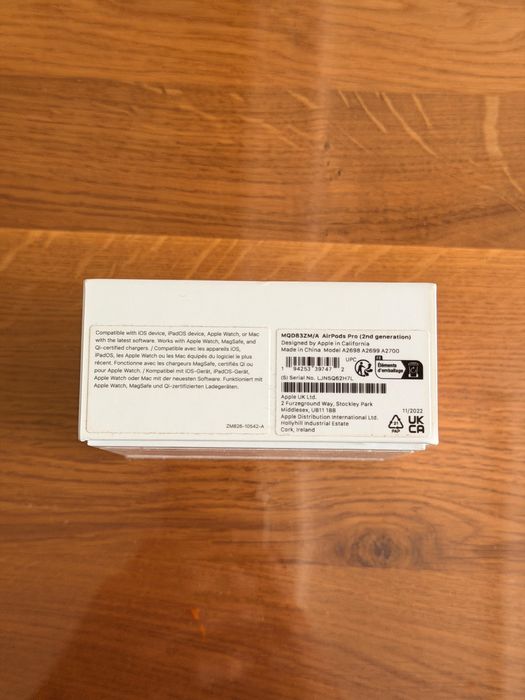 Compatible with iOS device, iPadOS device, Apple Watch, or Mac
with the latest software. Works with Apple Watch, MagSafe, and
Qi-certified chargers. / Compatible avec les appareils iOS,
iPadOS, les Apple Watch ou les Mac équipés du logiciel le plus
récent. Fonctionne avec les chargeurs MagSafe, certifiés Qi ou
pour Apple Watch. / Kompatibel mit iOS-Gerät, iPadOS-Gerät,
Apple Watch oder Mac mit der neuesten Software. Funktioniert mit
Apple Watch, MagSafe und Qi-zertifizierten Ladegeräten.
ZM826-10542-A
MQD83ZM/A AirPods Pro (2nd generation)
Designed by Apple in California
Made in China Model A2698 A2699 A2700
UPC
1 94253 39747 2
FR
Éléments
d'emballage
(S) Serial No. LJN5Q62H7L
Apple UK Ltd.
2 Furzeground Way, Stockley Park
Middlesex, UB11 1BB
Apple Distribution International Ltd.
Hollyhill Industrial Estate
Cork, Ireland
11/2022
21
PAP
UK
CA